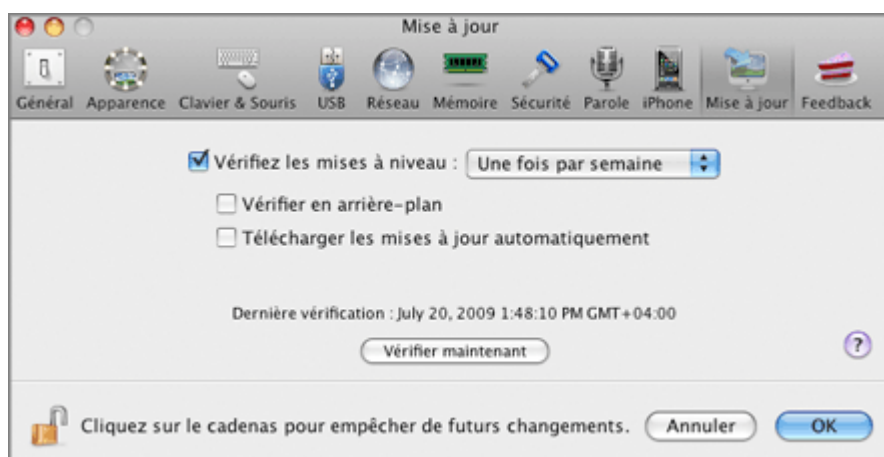 Mise à jour
Général Apparence Clavier & Souris USB Réseau Mémoire Sécurité Parole iPhone Mise à jour Feedback
Vérifiez les mises à niveau : Une fois par semaine
Vérifier en arrière-plan
Télécharger les mises à jour automatiquement
Dernière vérification : July 20, 2009 1:48:10 PM GMT+04:00
Vérifier maintenant
?
Cliquez sur le cadenas pour empêcher de futurs changements. Annuler OK